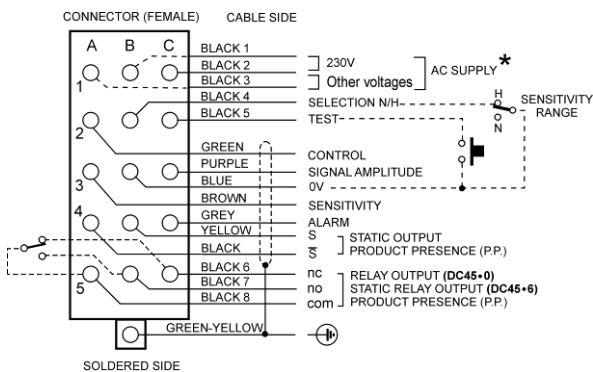 CONNECTOR (FEMALE) CABLE SIDE
A B C
BLACK 1
BLACK 2 230V
1 BLACK 3 Other voltages AC SUPPLY *
BLACK 4 SELECTION N/H H SENSITIVITY RANGE
BLACK 5 TEST N
2
GREEN CONTROL
PURPLE SIGNAL AMPLITUDE
BLUE 0V
3
BROWN SENSITIVITY
GREY ALARM
4
YELLOW S STATIC OUTPUT
BLACK S̅ PRODUCT PRESENCE (P.P.)
BLACK 6 nc RELAY OUTPUT (DC45•0)
5 BLACK 7 no STATIC RELAY OUTPUT (DC45•6)
BLACK 8 com PRODUCT PRESENCE (P.P.)
GREEN-YELLOW
SOLDERED SIDE